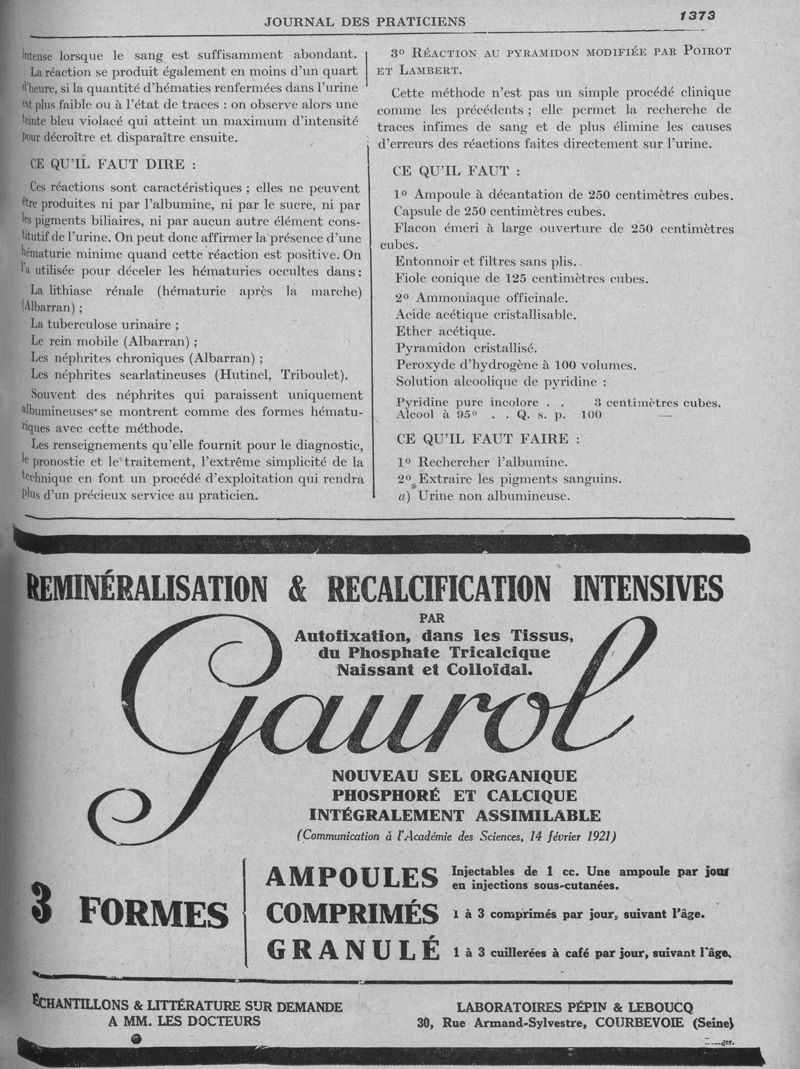 JOURNAL DES PRATICIENS
1373
intense lorsque le sang est suffisamment abondant.
La réaction se produit également en moins d'un quart
d'heure, si la quantité d'hématies renfermées dans l'urine
est plus faible ou à l'état de traces : on observe alors une
teinte bleu violacé qui atteint un maximum d'intensité
pour décroître et disparaître ensuite.
CE QU'IL FAUT DIRE :
Ces réactions sont caractéristiques ; elles ne peuvent
être produites ni par l'albumine, ni par le sucre, ni par
les pigments biliaires, ni par aucun autre élément cons-
titutif de l'urine. On peut donc affirmer la présence d'une
hématurie minime quand cette réaction est positive. On
l'a utilisée pour déceler les hématuries occultes dans :
La lithiase rénale (hématurie après la marche)
(Albarran) ;
La tuberculose urinaire ;
Le rein mobile (Albarran) ;
Les néphrites chroniques (Albarran) ;
Les néphrites scarlatineuses (Hutinel, Triboulet).
Souvent des néphrites qui paraissent uniquement
albumineuses se montrent comme des formes hématu-
riques avec cette méthode.
Les renseignements qu'elle fournit pour le diagnostic,
le pronostic et le traitement, l'extrême simplicité de la
technique en font un procédé d'exploitation qui rendra
plus d'un précieux service au praticien.
3º RÉACTION AU PYRAMIDON MODIFIÉE PAR POIROT
ET LAMBERT.
Cette méthode n'est pas un simple procédé clinique
comme les précédents ; elle permet la recherche de
traces infimes de sang et de plus élimine les causes
d'erreurs des réactions faites directement sur l'urine.
CE QU'IL FAUT :
1º Ampoule à décantation de 250 centimètres cubes.
Capsule de 250 centimètres cubes.
Flacon émeri à large ouverture de 250 centimètres
cubes.
Entonnoir et filtres sans plis.
Fiole conique de 125 centimètres cubes.
2º Ammoniaque officinale.
Acide acétique cristallisable.
Ether acétique.
Pyramidon cristallisé.
Peroxyde d'hydrogène à 100 volumes.
Solution alcoolique de pyridine :
Pyridine pure incolore . . 3 centimètres cubes.
Alcool à 95º . . Q. s. p. 100 —
CE QU'IL FAUT FAIRE :
1º Rechercher l'albumine.
2º Extraire les pigments sanguins.
a) Urine non albumineuse.
REMINÉRALISATION & RECALCIFICATION INTENSIVES
PAR
Autofixation, dans les Tissus,
du Phosphate Tricalcique
Naissant et Colloïdal.
Gaurol
NOUVEAU SEL ORGANIQUE
PHOSPHORÉ ET CALCIQUE
INTÉGRALEMENT ASSIMILABLE
(Communication à l'Académie des Sciences, 14 février 1921)
3 FORMES
AMPOULES Injectables de 1 cc. Une ampoule par jour
en injections sous-cutanées.
COMPRIMÉS 1 à 3 comprimés par jour, suivant l'âge.
GRANULÉ 1 à 3 cuillerées à café par jour, suivant l'âge.
ÉCHANTILLONS & LITTÉRATURE SUR DEMANDE
A MM. LES DOCTEURS
LABORATOIRES PÉPIN & LEBOUCQ
30, Rue Armand-Sylvestre, COURBEVOIE (Seine)